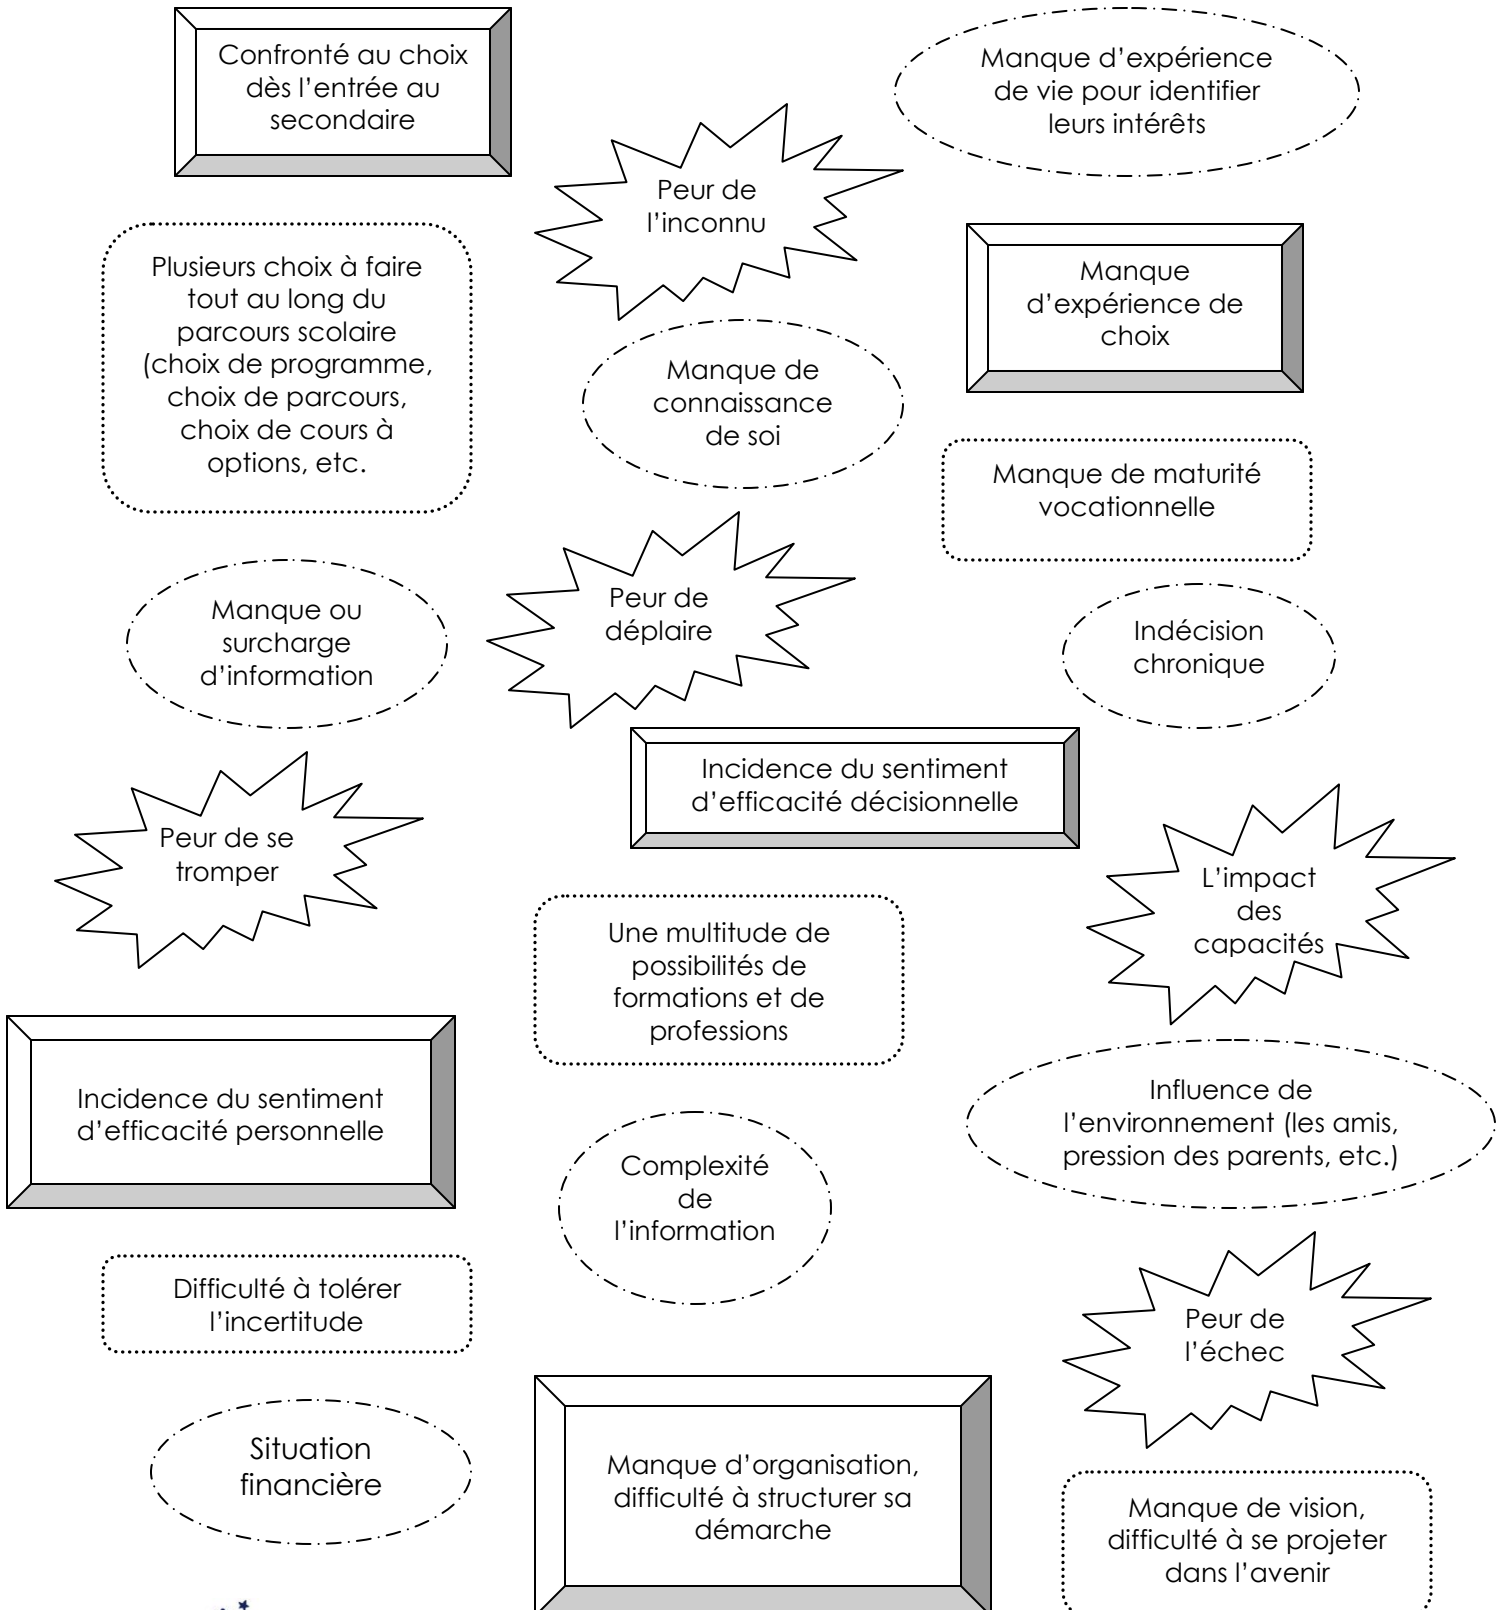 Confronté au choix
dès l'entrée au
secondaire
Manque d'expérience
de vie pour identifier
leurs intérêts
Peur de
l'inconnu
Plusieurs choix à faire
tout au long du
parcours scolaire
(choix de programme,
choix de parcours,
choix de cours à
options, etc.
Manque
d'expérience de
choix
Manque de
connaissance
de soi
Manque de maturité
vocationnelle
Manque ou
surcharge
d'information
Peur de
déplaire
Indécision
chronique
Incidence du sentiment
d'efficacité décisionnelle
Peur de se
tromper
L'impact
des
capacités
Une multitude de
possibilités de
formations et de
professions
Incidence du sentiment
d'efficacité personnelle
Influence de
l'environnement (les amis,
pression des parents, etc.)
Complexité
de
l'information
Difficulté à tolérer
l'incertitude
Peur de
l'échec
Situation
financière
Manque d'organisation,
difficulté à structurer sa
démarche
Manque de vision,
difficulté à se projeter
dans l'avenir